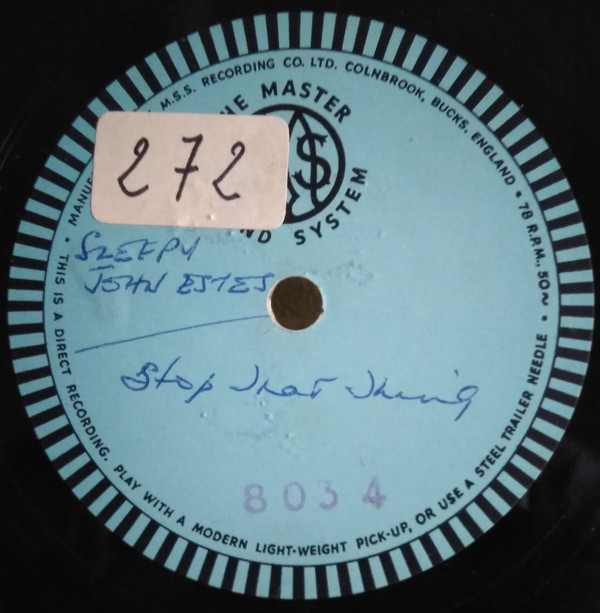 M.S.S. RECORDING CO. LTD. COLNBROOK, BUCKS, ENGLAND • 78 R.P.M., 50~ •
THE MASTER
SYSTEM
272
SLEEPY
JOHN ESTES
Stop That Thing
8034
• THIS IS A DIRECT RECORDING. PLAY WITH A MODERN LIGHT-WEIGHT PICK-UP, OR USE A STEEL TRAILER NEEDLE